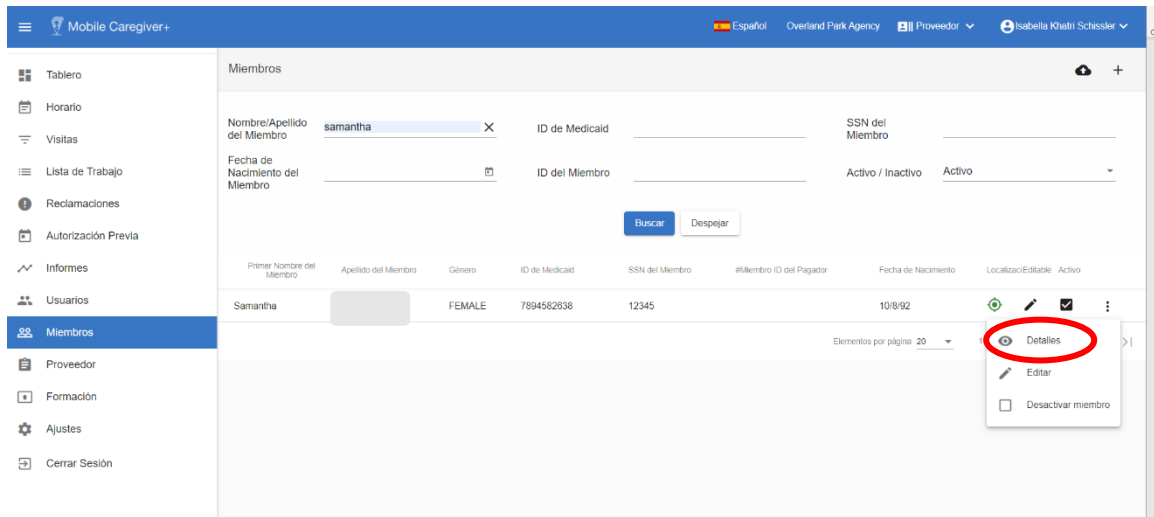 Mobile Caregiver+
Español Overland Park Agency Proveedor Isabella Khatri Schissler
Tablero
Horario
Visitas
Lista de Trabajo
Reclamaciones
Autorización Previa
Informes
Usuarios
Miembros
Proveedor
Formación
Ajustes
Cerrar Sesión
Miembros
Nombre/Apellido
del Miembro
samantha
ID de Medicaid
SSN del
Miembro
Fecha de
Nacimiento del
Miembro
ID del Miembro
Activo / Inactivo
Activo
Buscar
Despejar
Primer Nombre del
Miembro
Apellido del Miembro
Género
ID de Medicaid
SSN del Miembro
#Miembro ID del Pagador
Fecha de Nacimiento
Localizaci
Editable
Activo
Samantha
FEMALE
7894582638
12345
10/8/92
Elementos por página 20
Detalles
Editar
Desactivar miembro